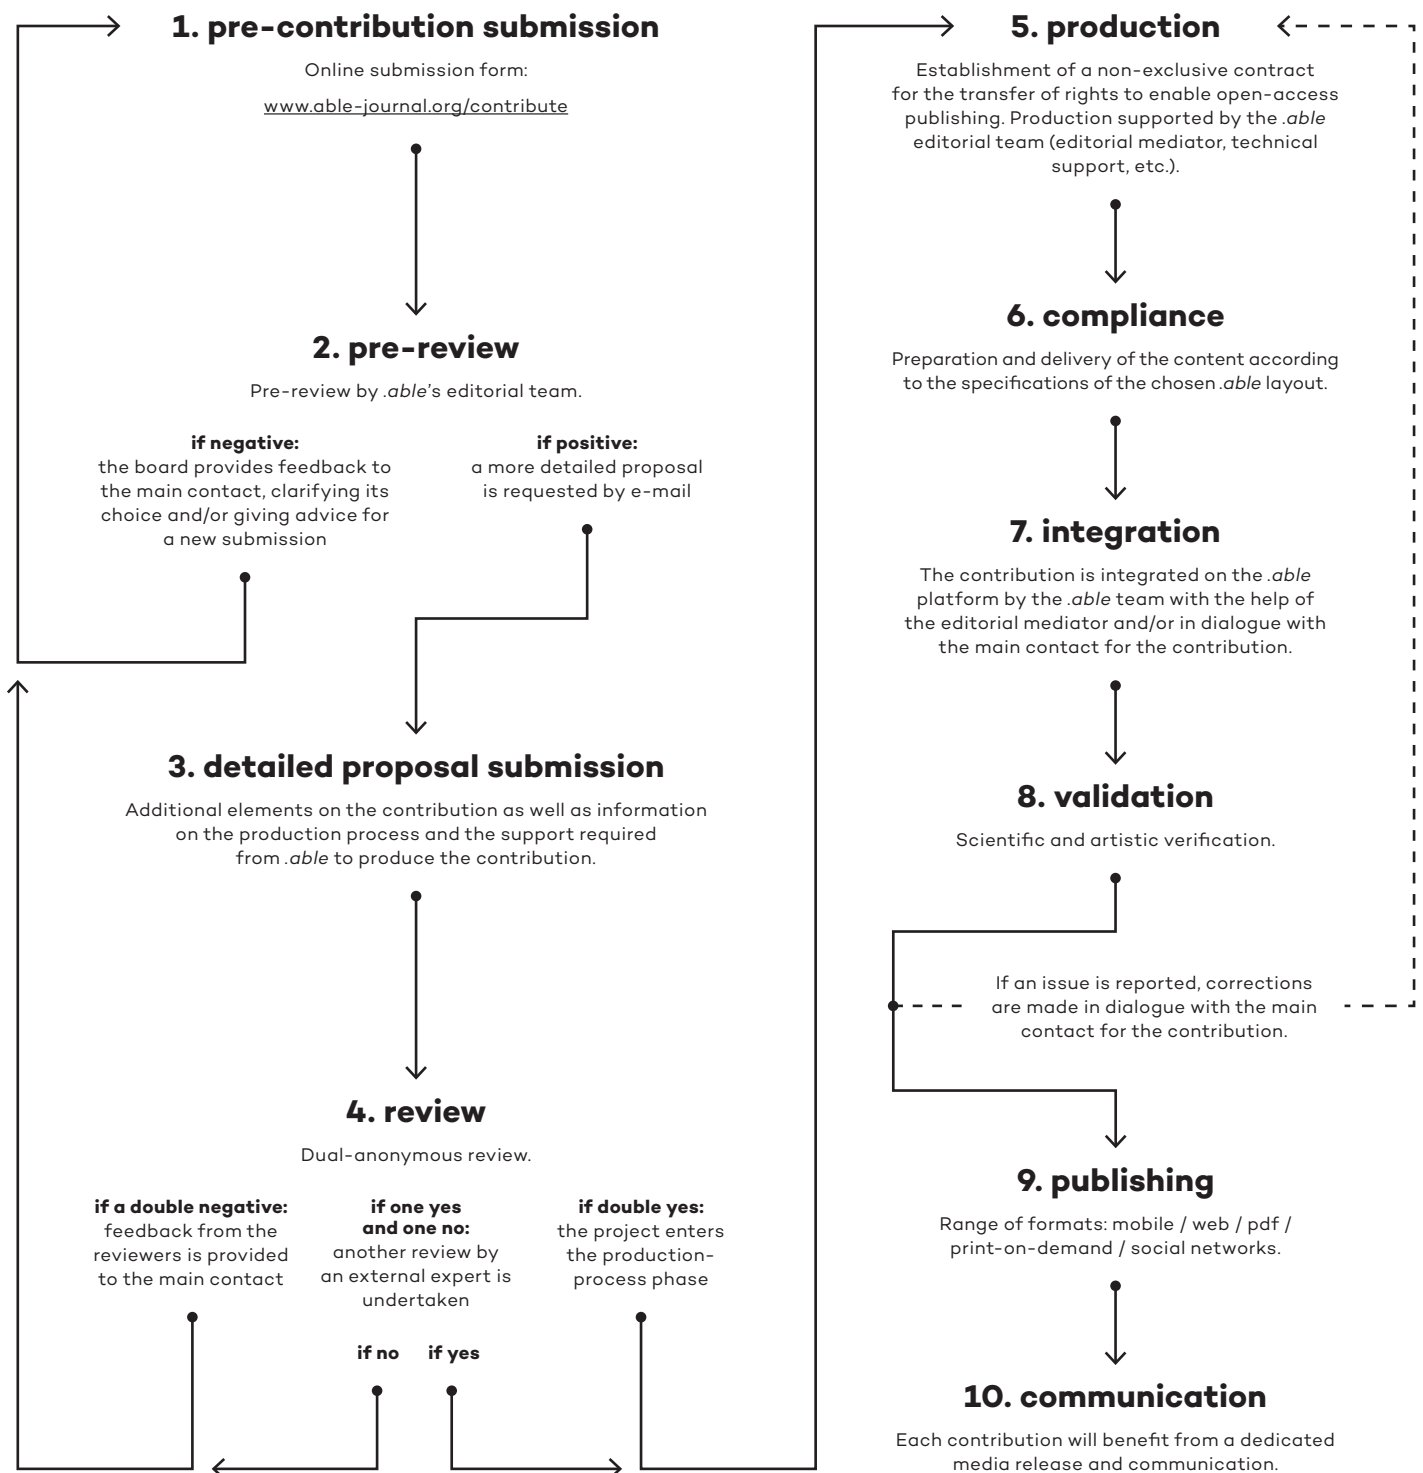 1. pre-contribution submission
Online submission form:
www.able-journal.org/contribute
2. pre-review
Pre-review by .able's editorial team.
if negative:
the board provides feedback to
the main contact, clarifying its
choice and/or giving advice for
a new submission
if positive:
a more detailed proposal
is requested by e-mail
3. detailed proposal submission
Additional elements on the contribution as well as information
on the production process and the support required
from .able to produce the contribution.
4. review
Dual-anonymous review.
if a double negative:
feedback from the
reviewers is provided
to the main contact
if one yes
and one no:
another review by
an external expert is
undertaken
if no
if yes
if double yes:
the project enters
the production-
process phase
5. production
Establishment of a non-exclusive contract
for the transfer of rights to enable open-access
publishing. Production supported by the .able
editorial team (editorial mediator, technical
support, etc.).
6. compliance
Preparation and delivery of the content according
to the specifications of the chosen .able layout.
7. integration
The contribution is integrated on the .able
platform by the .able team with the help of
the editorial mediator and/or in dialogue with
the main contact for the contribution.
8. validation
Scientific and artistic verification.
If an issue is reported, corrections
are made in dialogue with the main
contact for the contribution.
9. publishing
Range of formats: mobile / web / pdf /
print-on-demand / social networks.
10. communication
Each contribution will benefit from a dedicated
media release and communication.